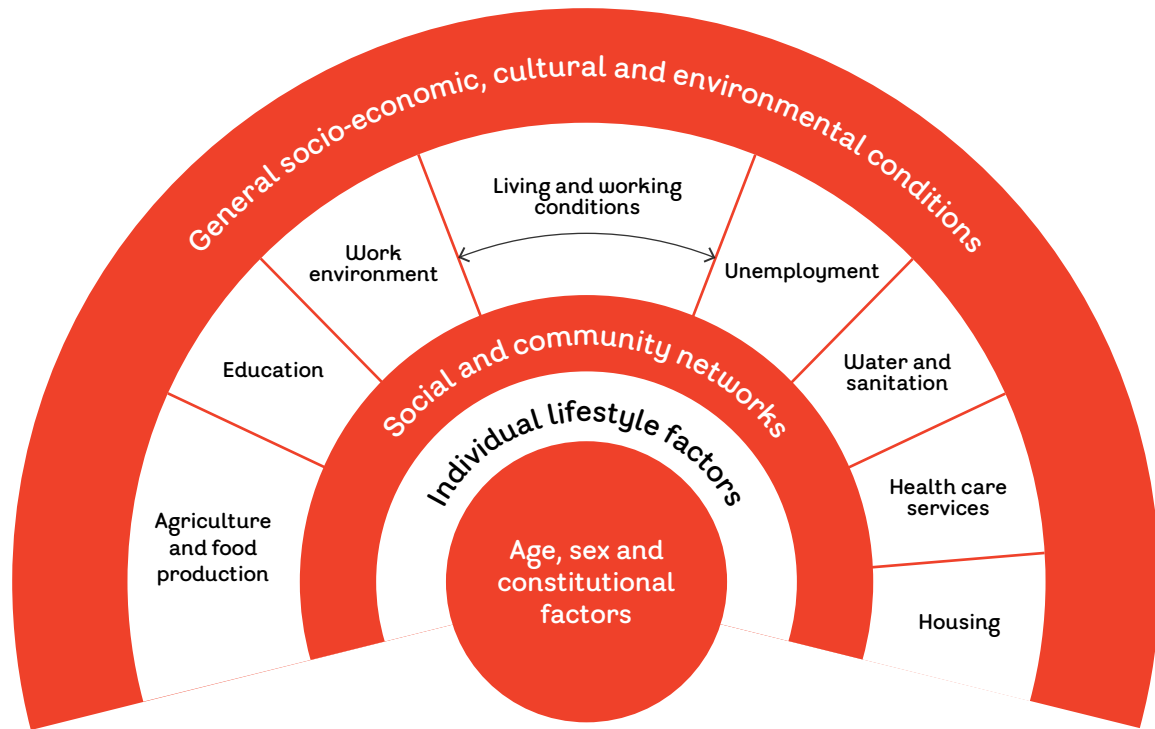 General socio-economic, cultural and environmental conditions
Living and working
conditions
Work
environment
Unemployment
Education
Water and
sanitation
Agriculture
and food
production
Health care
services
Housing
Social and community networks
Individual lifestyle factors
Age, sex and
constitutional
factors